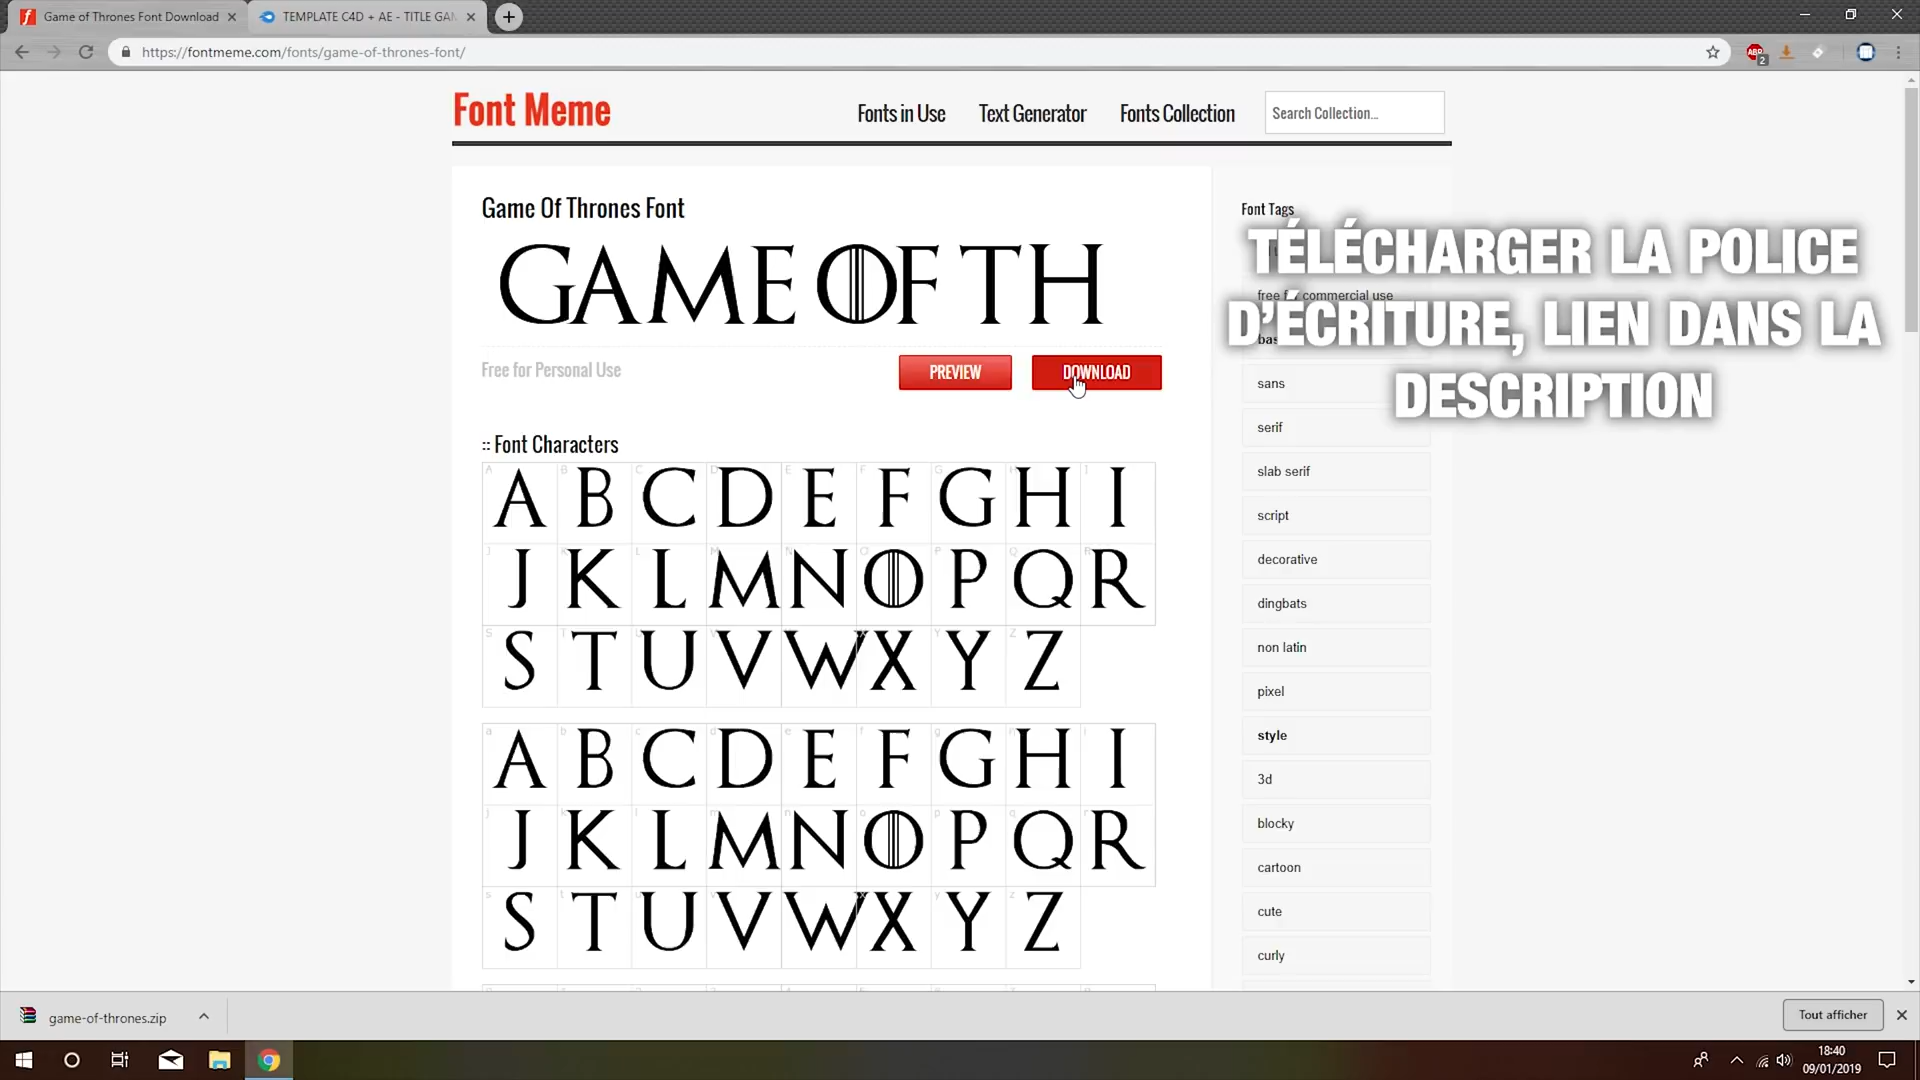 Game of Thrones Font Download
TEMPLATE C4D + AE - TITLE GAM
https://fontmeme.com/fonts/game-of-thrones-font/
2
Font Meme
Fonts in Use
Text Generator
Fonts Collection
Search Collection...
Game Of Thrones Font
GAME OF TH
Free for Personal Use
PREVIEW
DOWNLOAD
Font Tags
TÉLÉCHARGER LA POLICE
D'ÉCRITURE, LIEN DANS LA
DESCRIPTION
commercial use
sans
serif
slab serif
script
decorative
dingbats
non latin
pixel
style
3d
blocky
cartoon
cute
curly
:: Font Characters
A B C D E F G H I
J K L M N O P Q R
S T U V W X Y Z
A B C D E F G H I
J K L M N O P Q R
S T U V W X Y Z
game-of-thrones.zip
Tout afficher
18:40
09/01/2019